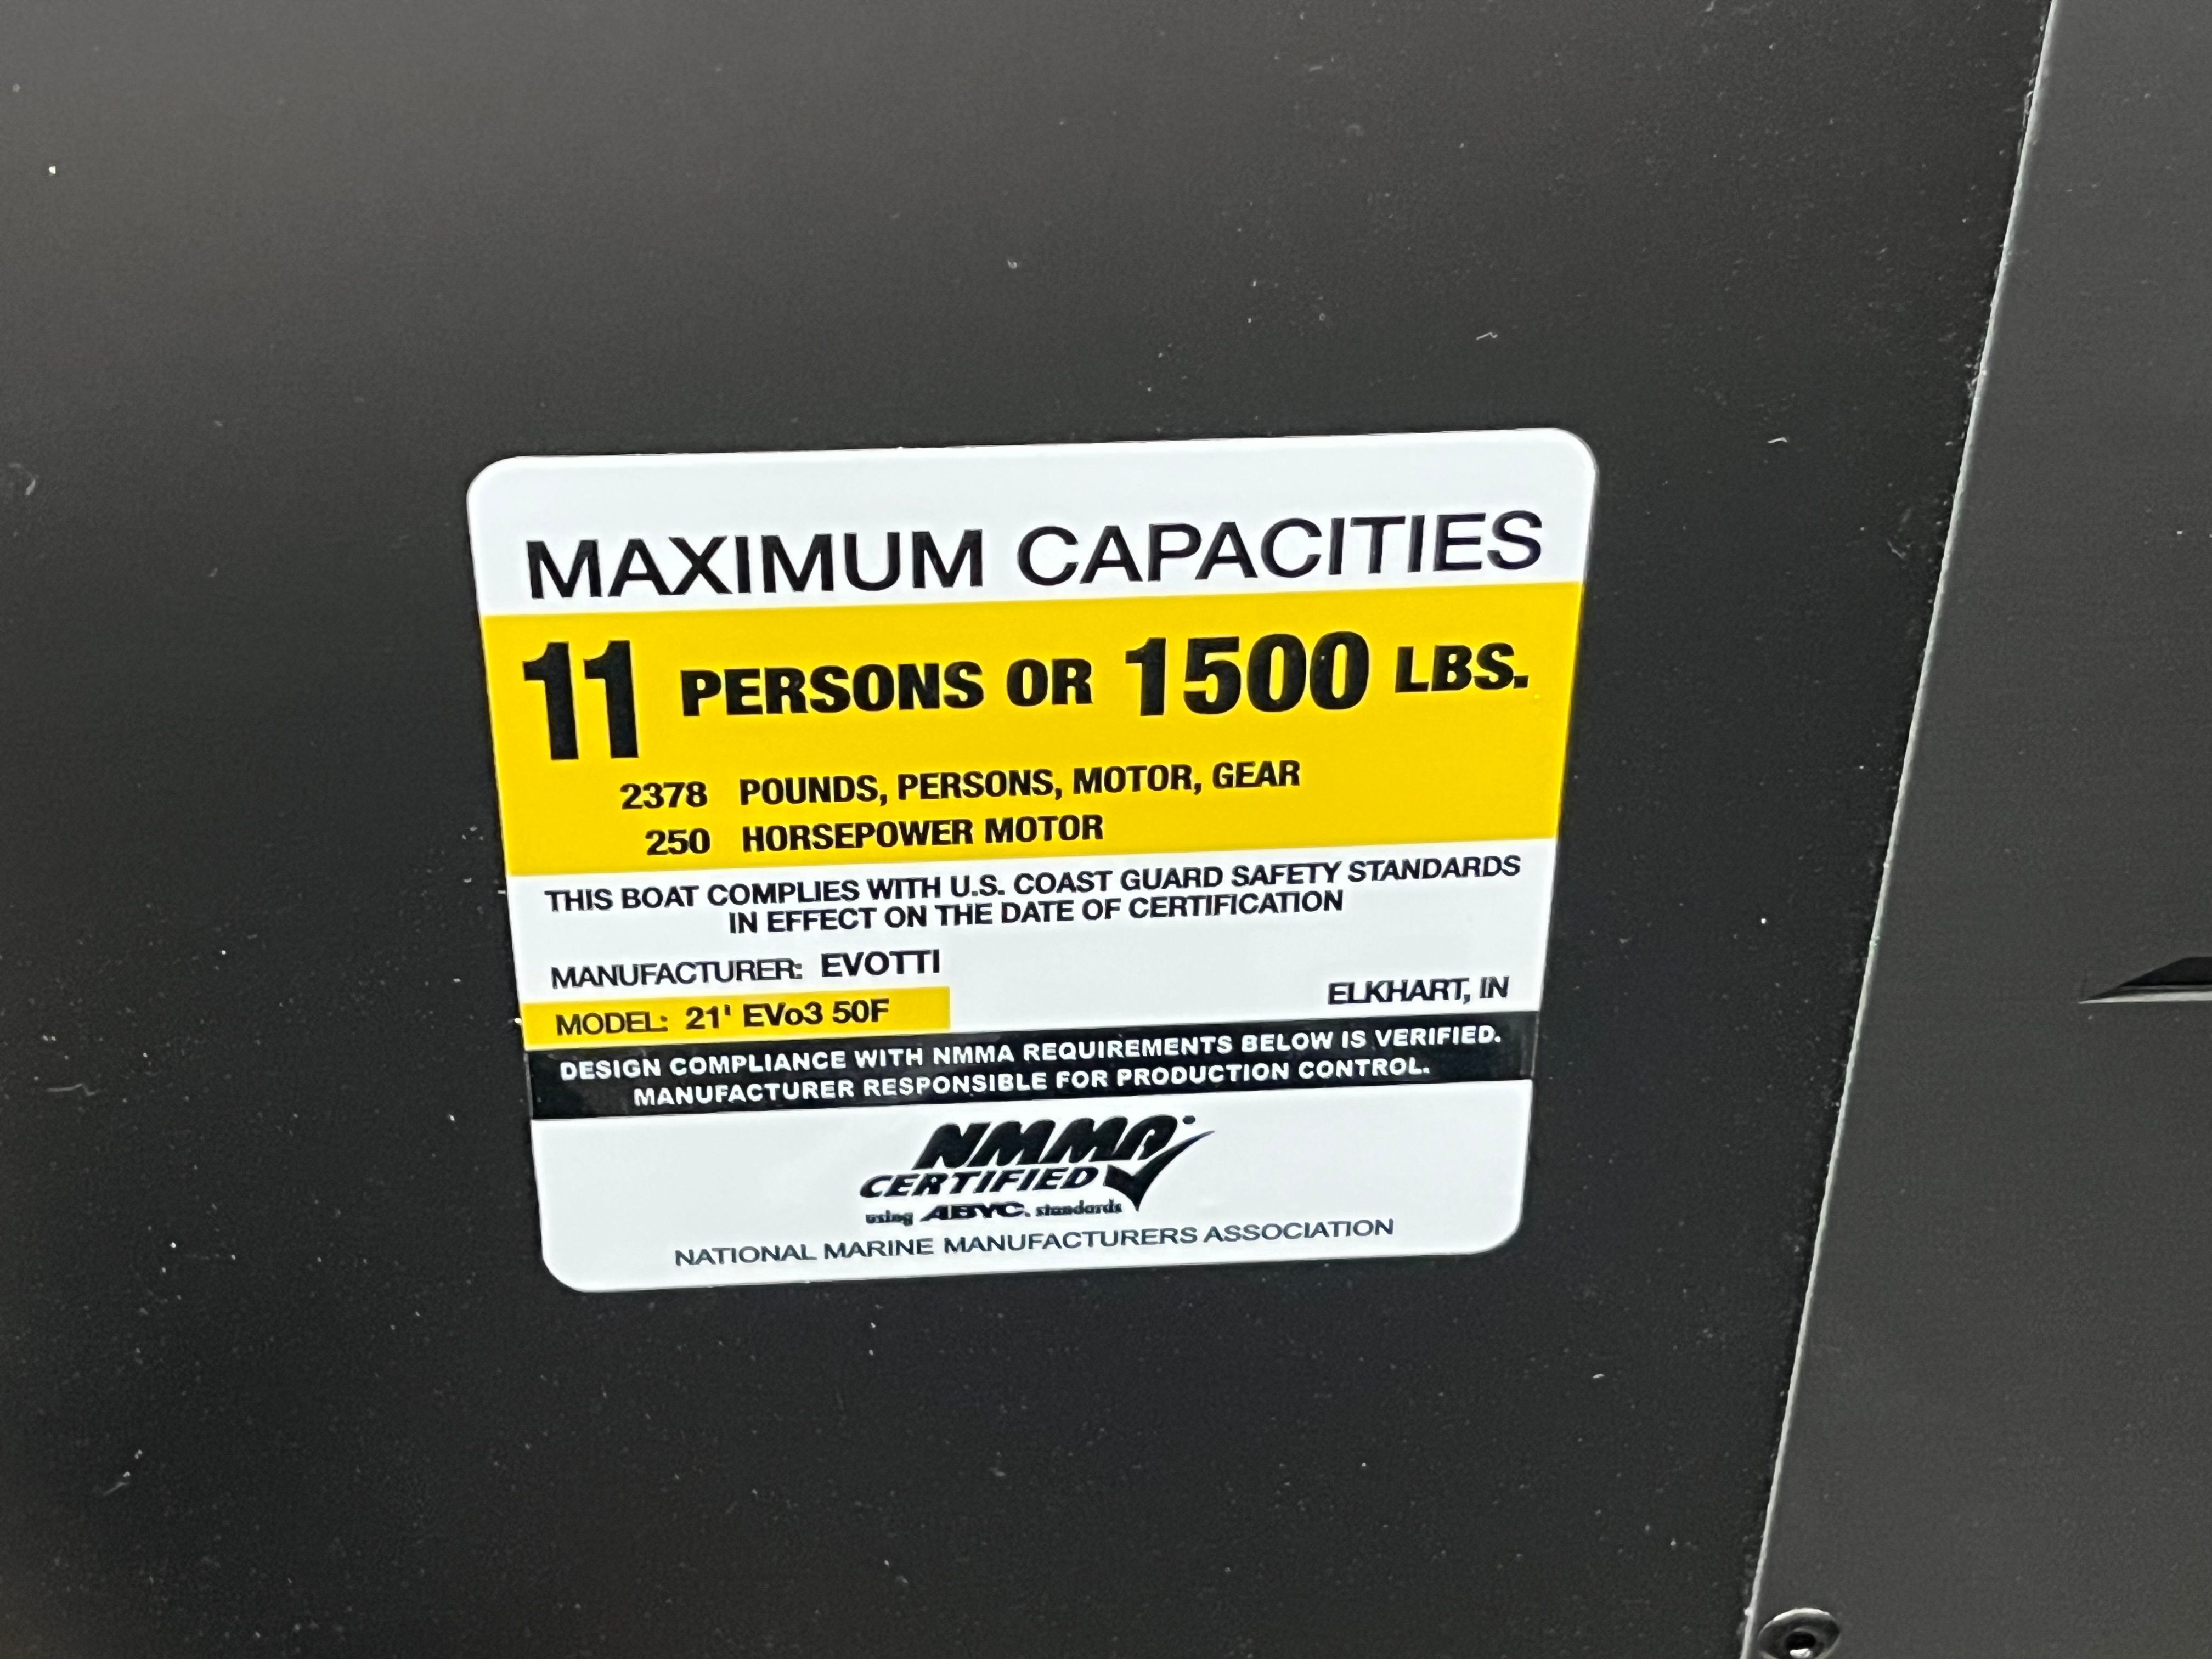 MAXIMUM CAPACITIES
11 PERSONS OR 1500 LBS.
2378 POUNDS, PERSONS, MOTOR, GEAR
250 HORSEPOWER MOTOR
THIS BOAT COMPLIES WITH U.S. COAST GUARD SAFETY STANDARDS
IN EFFECT ON THE DATE OF CERTIFICATION
MANUFACTURER: EVOTTI
ELKHART, IN
MODEL: 21' EVo3 50F
DESIGN COMPLIANCE WITH NMMA REQUIREMENTS BELOW IS VERIFIED.
MANUFACTURER RESPONSIBLE FOR PRODUCTION CONTROL.
NMMA
CERTIFIED
using ABYC. standards
NATIONAL MARINE MANUFACTURERS ASSOCIATION